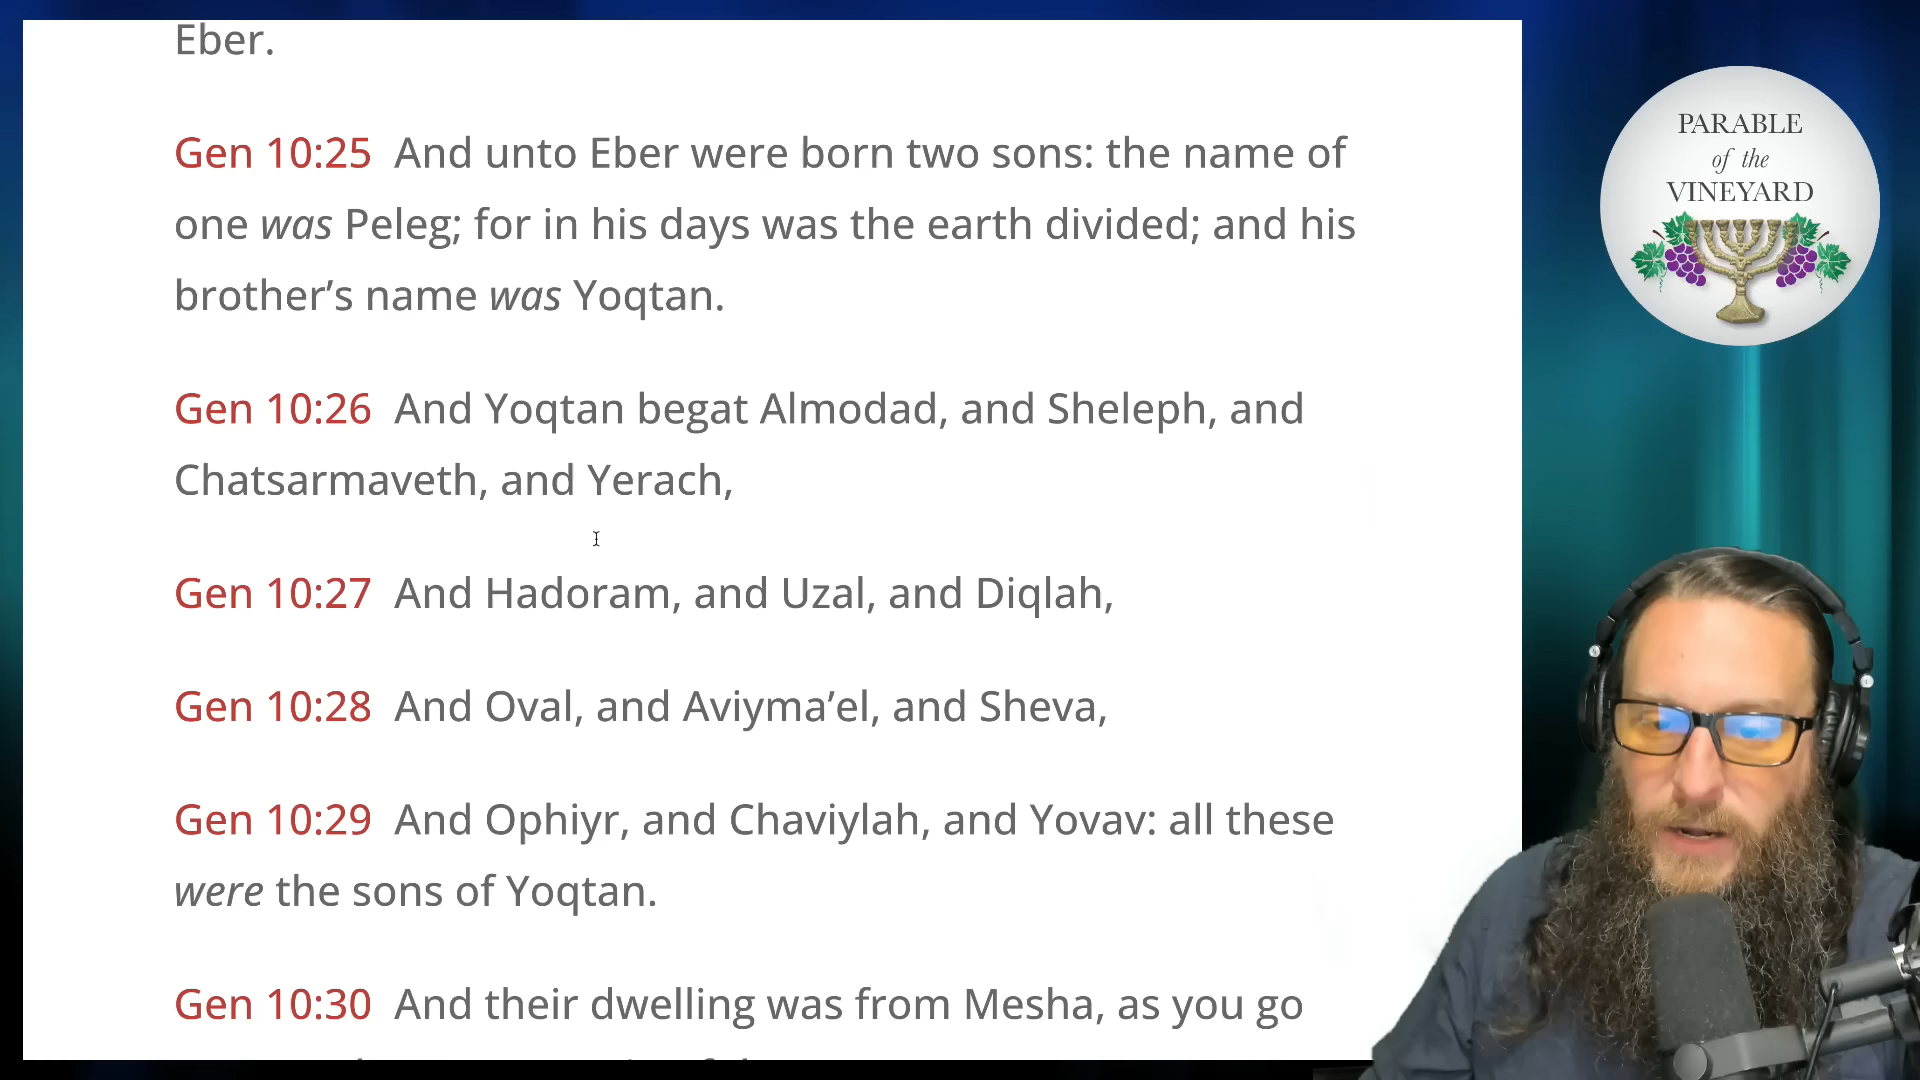 Eber.
Gen 10:25 And unto Eber were born two sons: the name of
one was Peleg; for in his days was the earth divided; and his
brother’s name was Yoqtan.
Gen 10:26 And Yoqtan begat Almodad, and Sheleph, and
Chatsarmaveth, and Yerach,
Gen 10:27 And Hadoram, and Uzal, and Diqlah,
Gen 10:28 And Oval, and Aviyma’el, and Sheva,
Gen 10:29 And Ophiyr, and Chaviylah, and Yovav: all these
were the sons of Yoqtan.
Gen 10:30 And their dwelling was from Mesha, as you go
PARABLE
of the
VINEYARD